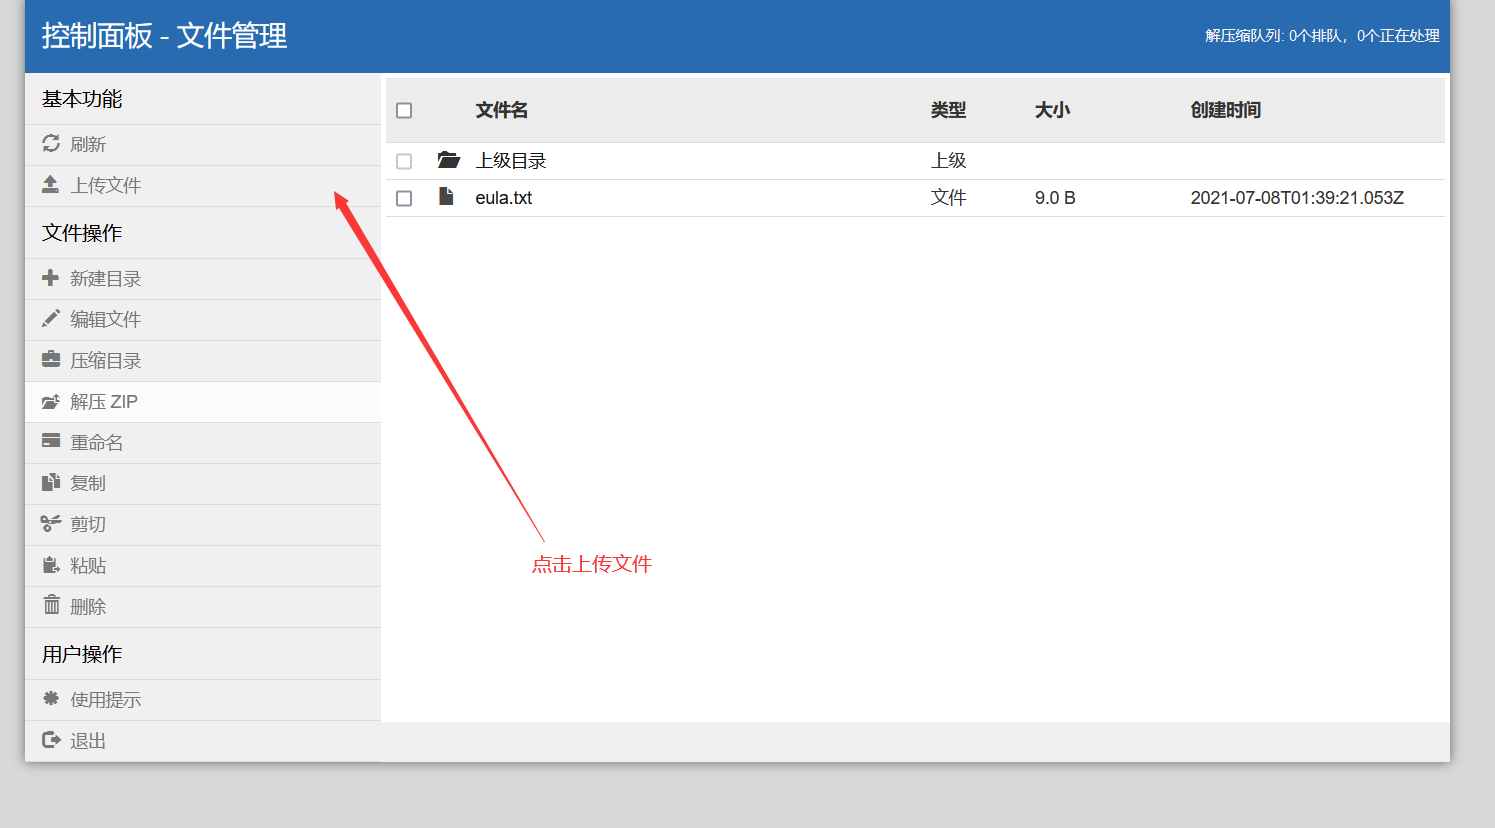 控制面板 - 文件管理
解压缩队列: 0个排队，0个正在处理
基本功能
刷新
上传文件
文件操作
新建目录
编辑文件
压缩目录
解压 ZIP
重命名
复制
剪切
粘贴
删除
用户操作
使用提示
退出
文件名 类型 大小 创建时间
上级目录 上级
eula.txt 文件 9.0 B 2021-07-08T01:39:21.053Z
点击上传文件